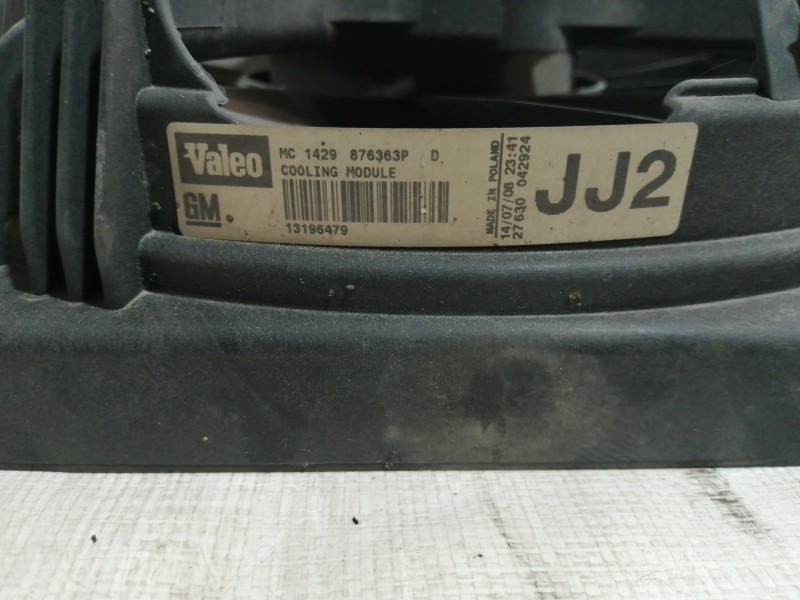 Valeo
MC 1429 876363P D
COOLING MODULE
GM
13196479
MADE IN POLAND
14/07/08 23:41
27630 042924
JJ2